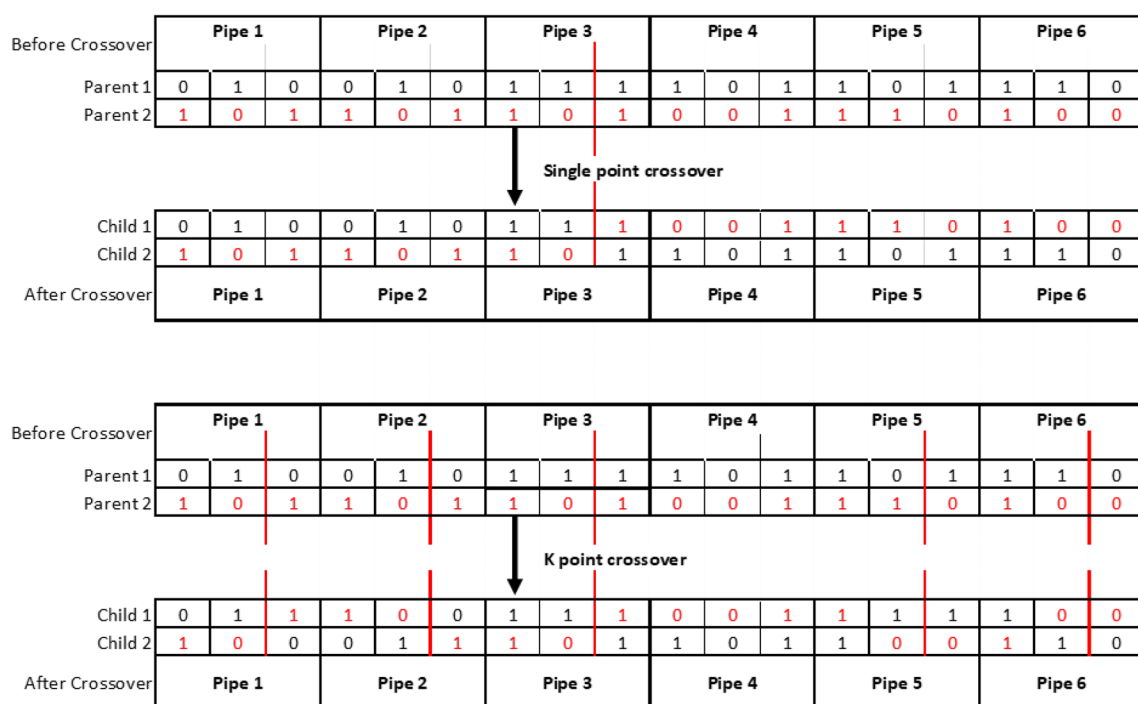 Pipe 1 Pipe 2 Pipe 3 Pipe 4 Pipe 5 Pipe 6
Before Crossover
Parent 1 0 1 0 0 1 0 1 1 1 1 0 1 1 0 1 1 1 0
Parent 2 1 0 1 1 0 1 1 0 1 0 0 1 1 1 0 1 0 0
Single point crossover
Child 1 0 1 0 0 1 0 1 1 1 0 0 1 1 1 0 1 0 0
Child 2 1 0 1 1 0 1 1 0 1 1 0 1 1 0 1 1 1 0
After Crossover Pipe 1 Pipe 2 Pipe 3 Pipe 4 Pipe 5 Pipe 6
Pipe 1 Pipe 2 Pipe 3 Pipe 4 Pipe 5 Pipe 6
Before Crossover
Parent 1 0 1 0 0 1 0 1 1 1 1 0 1 1 0 1 1 1 0
Parent 2 1 0 1 1 0 1 1 0 1 0 0 1 1 1 0 1 0 0
K point crossover
Child 1 0 1 1 1 0 0 1 1 1 0 0 1 1 1 1 1 0 0
Child 2 1 0 0 0 1 1 1 0 1 1 0 1 1 0 0 1 1 0
After Crossover Pipe 1 Pipe 2 Pipe 3 Pipe 4 Pipe 5 Pipe 6